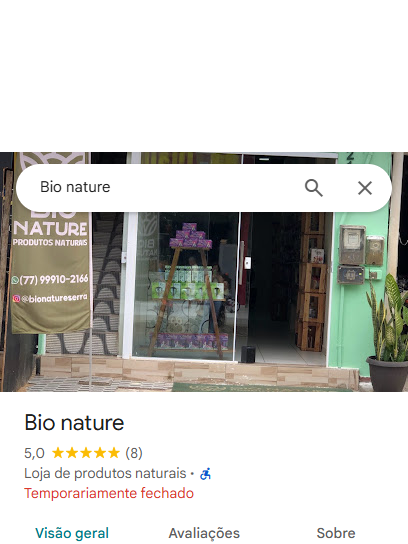 Bio nature
BIO
NATURE
PRODUTOS NATURAIS
(77) 99910-2166
@bionatureserra
Bio nature
5,0 (8)
Loja de produtos naturais •
Temporariamente fechado
Visão geral Avaliações Sobre